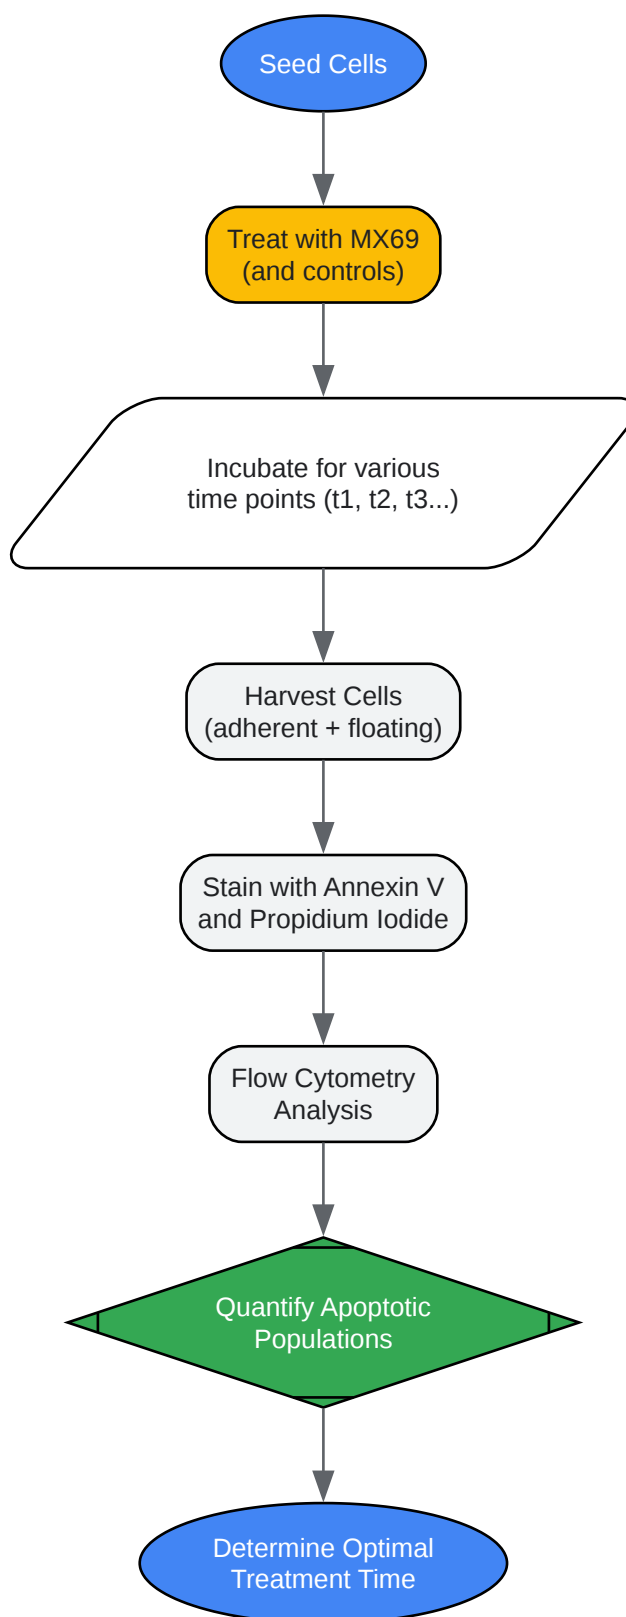 Seed Cells
Treat with MX69
(and controls)
Incubate for various
time points (t1, t2, t3...)
Harvest Cells
(adherent + floating)
Stain with Annexin V
and Propidium Iodide
Flow Cytometry
Analysis
Quantify Apoptotic
Populations
Determine Optimal
Treatment Time